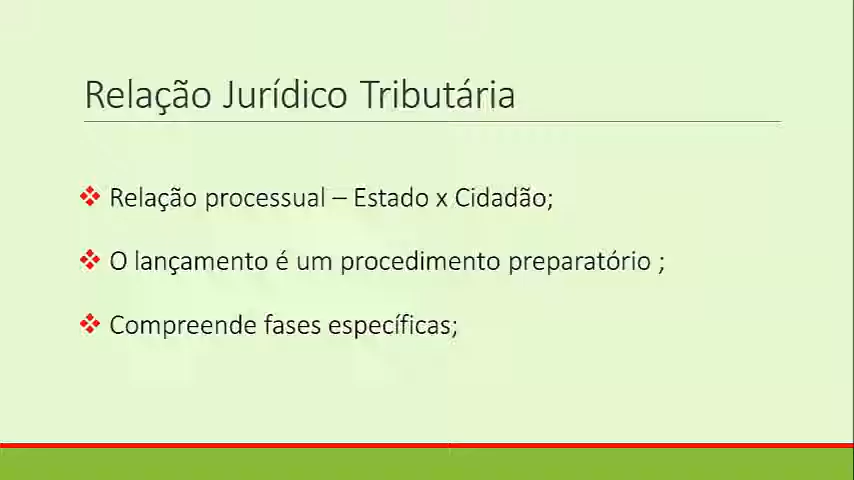 Relação Jurídico Tributária
Relação processual – Estado x Cidadão;
O lançamento é um procedimento preparatório ;
Compreende fases específicas;